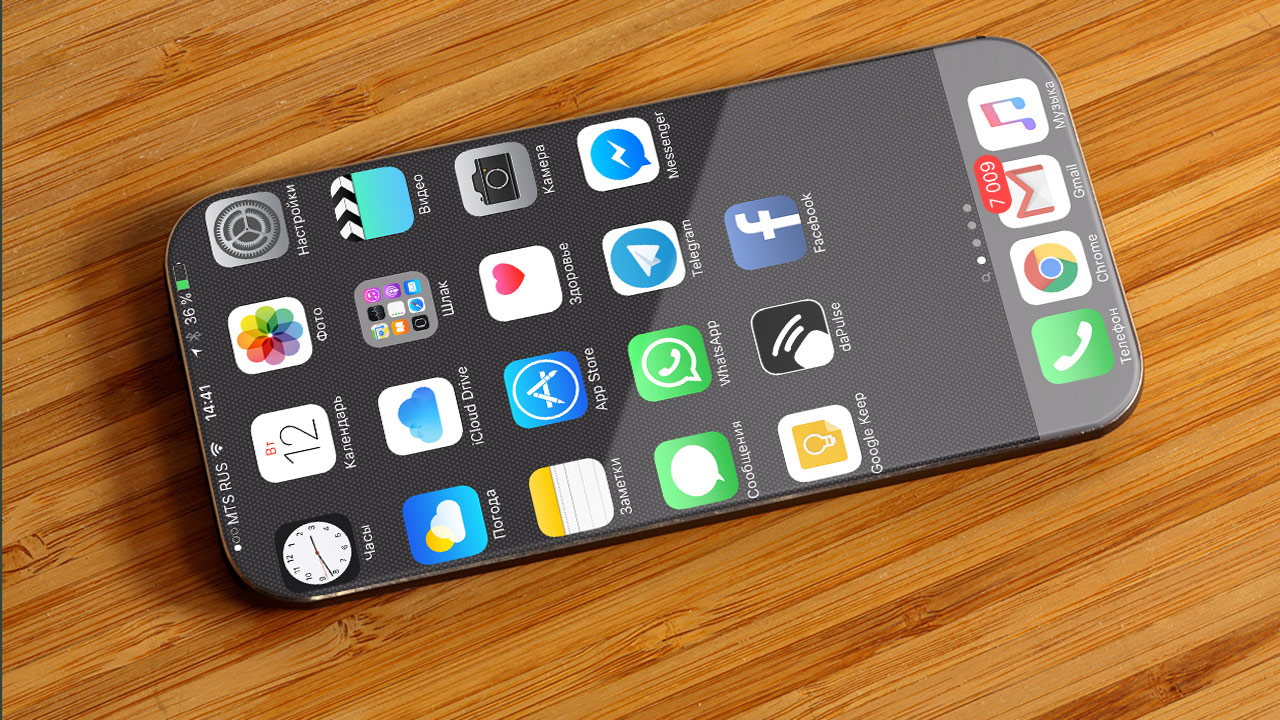 MTS RUS 14:41 36 %
Вт
12
Часы Календарь Фото Настройки
Погода iCloud Drive Шлак Видео
Заметки App Store Здоровье Камера
Сообщения WhatsApp Telegram Messenger
Google Keep daPulse Facebook
7 009
Телефон Chrome Gmail Музыка